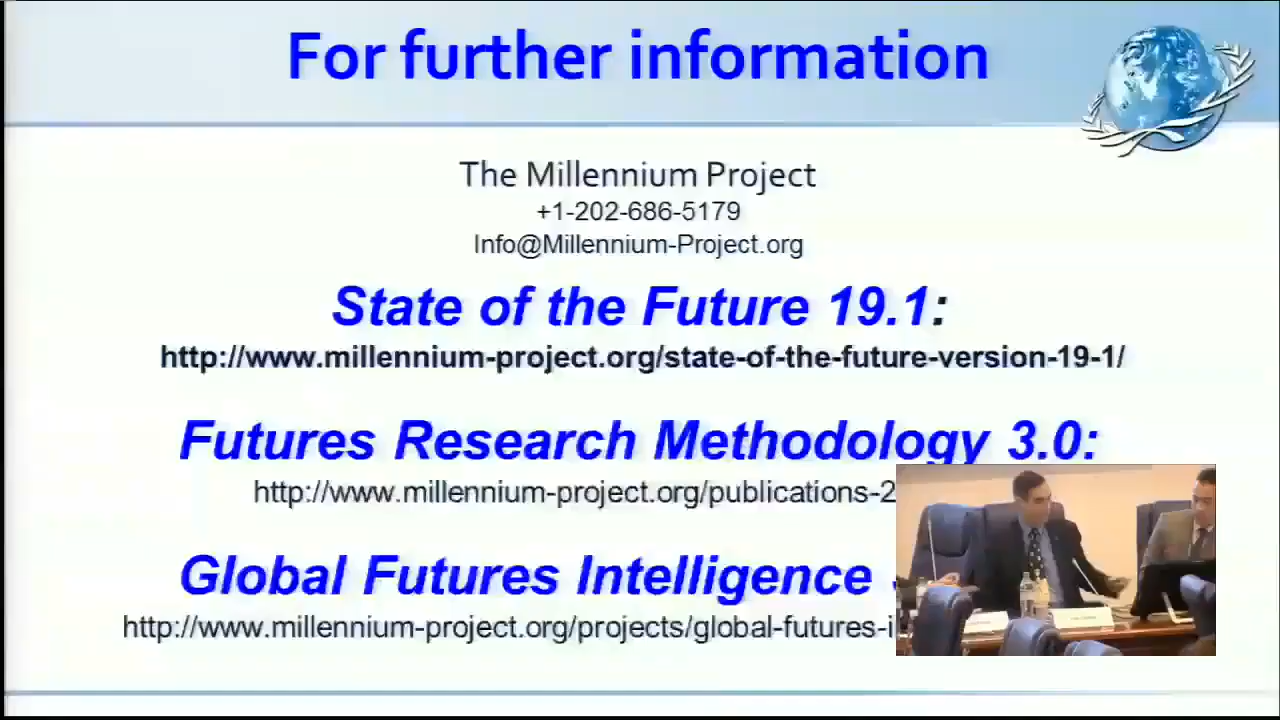 For further information
The Millennium Project
+1-202-686-5179
Info@Millennium-Project.org
State of the Future 19.1:
http://www.millennium-project.org/state-of-the-future-version-19-1/
Futures Research Methodology 3.0:
http://www.millennium-project.org/publications-2
Global Futures Intelligence
http://www.millennium-project.org/projects/global-futures-i